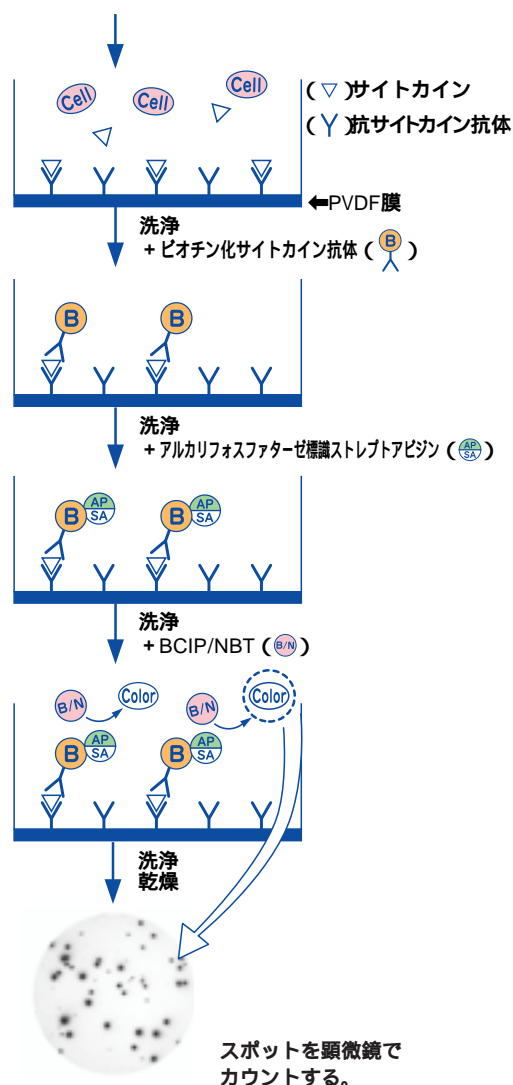 Cell
Cell
Cell
(▽)サイトカイン
(Y)抗サイトカイン抗体
⬅PVDF膜
洗浄
+ ビオチン化サイトカイン抗体 (B)
B
B
洗浄
+ アルカリフォスファターゼ標識ストレプトアビジン (AP SA)
B AP SA
B AP SA
洗浄
+ BCIP/NBT (B/N)
B/N Color
B/N Color
B AP SA
B AP SA
洗浄
乾燥
スポットを顕微鏡で
カウントする。